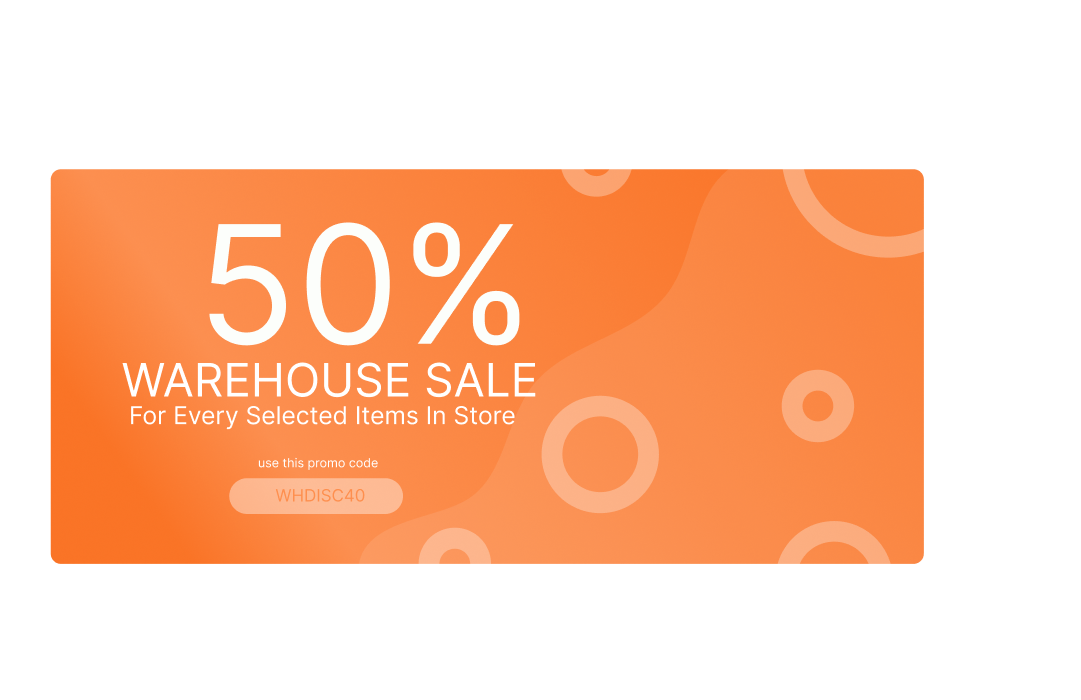 50%
WAREHOUSE SALE
For Every Selected Items In Store
use this promo code
WHDISC40